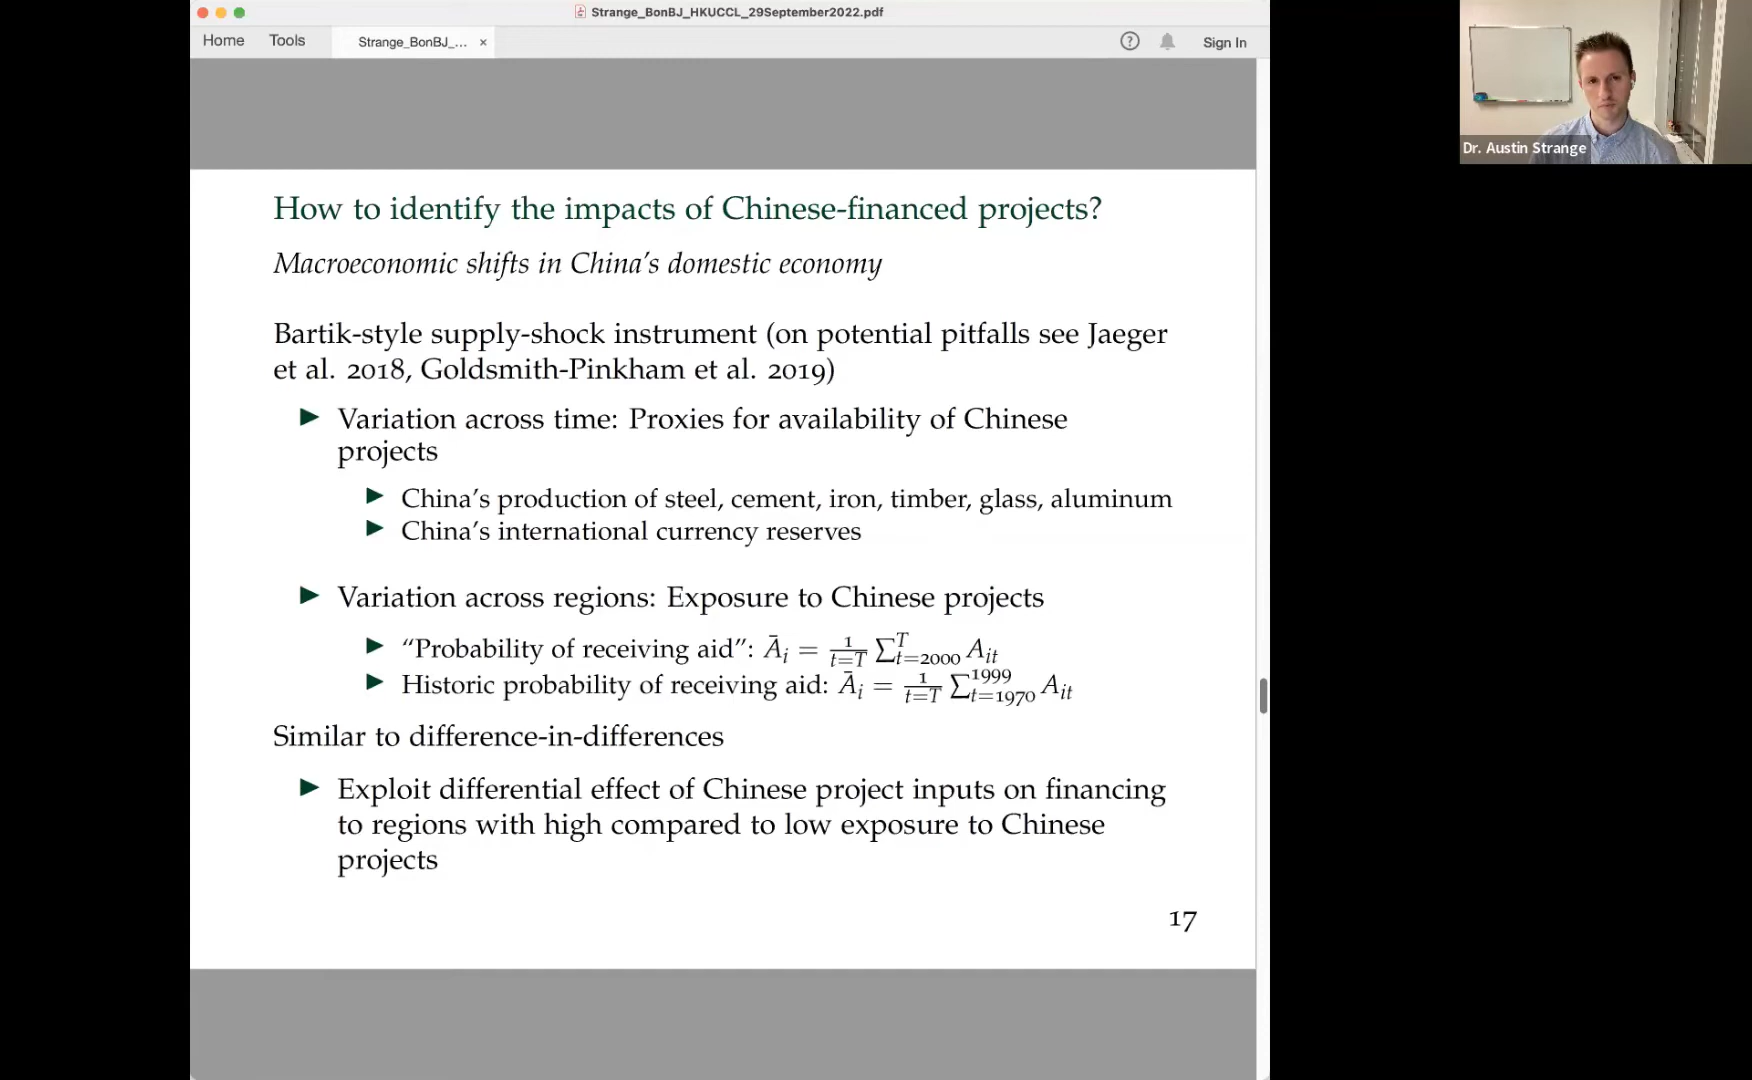 Strange_BonBJ_HKUCCL_29September2022.pdf
Home Tools Strange_BonBJ_... × ? Sign In
Dr. Austin Strange
How to identify the impacts of Chinese-financed projects?
Macroeconomic shifts in China's domestic economy
Bartik-style supply-shock instrument (on potential pitfalls see Jaeger
et al. 2018, Goldsmith-Pinkham et al. 2019)
▶ Variation across time: Proxies for availability of Chinese
projects
▶ China's production of steel, cement, iron, timber, glass, aluminum
▶ China's international currency reserves
▶ Variation across regions: Exposure to Chinese projects
▶ “Probability of receiving aid”: Ā_i = 1/(t=T) ∑_{t=2000}^{T} A_{it}
▶ Historic probability of receiving aid: Ā_i = 1/(t=T) ∑_{t=1970}^{1999} A_{it}
Similar to difference-in-differences
▶ Exploit differential effect of Chinese project inputs on financing
to regions with high compared to low exposure to Chinese
projects
17